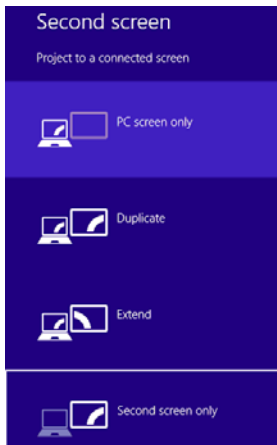 Second screen
Project to a connected screen
PC screen only
Duplicate
Extend
Second screen only